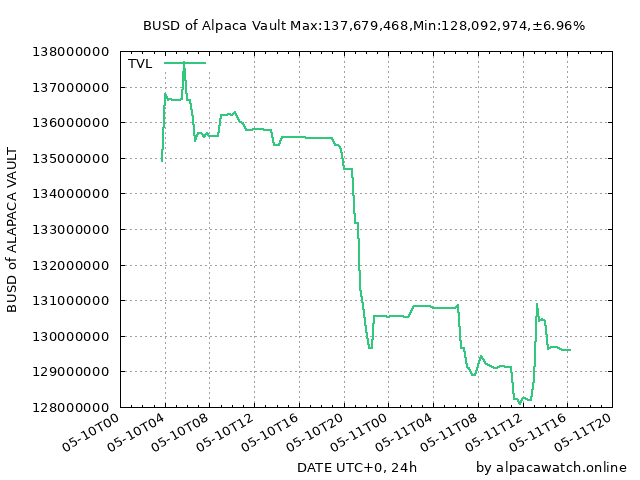 BUSD of Alpaca Vault Max:137,679,468,Min:128,092,974,±6.96%
TVL
138000000
137000000
136000000
135000000
134000000
133000000
132000000
131000000
130000000
129000000
128000000
BUSD of ALAPACA VAULT
05-10T00
05-10T04
05-10T08
05-10T12
05-10T16
05-10T20
05-11T00
05-11T04
05-11T08
05-11T12
05-11T16
05-11T20
DATE UTC+0, 24h
by alpacawatch.online